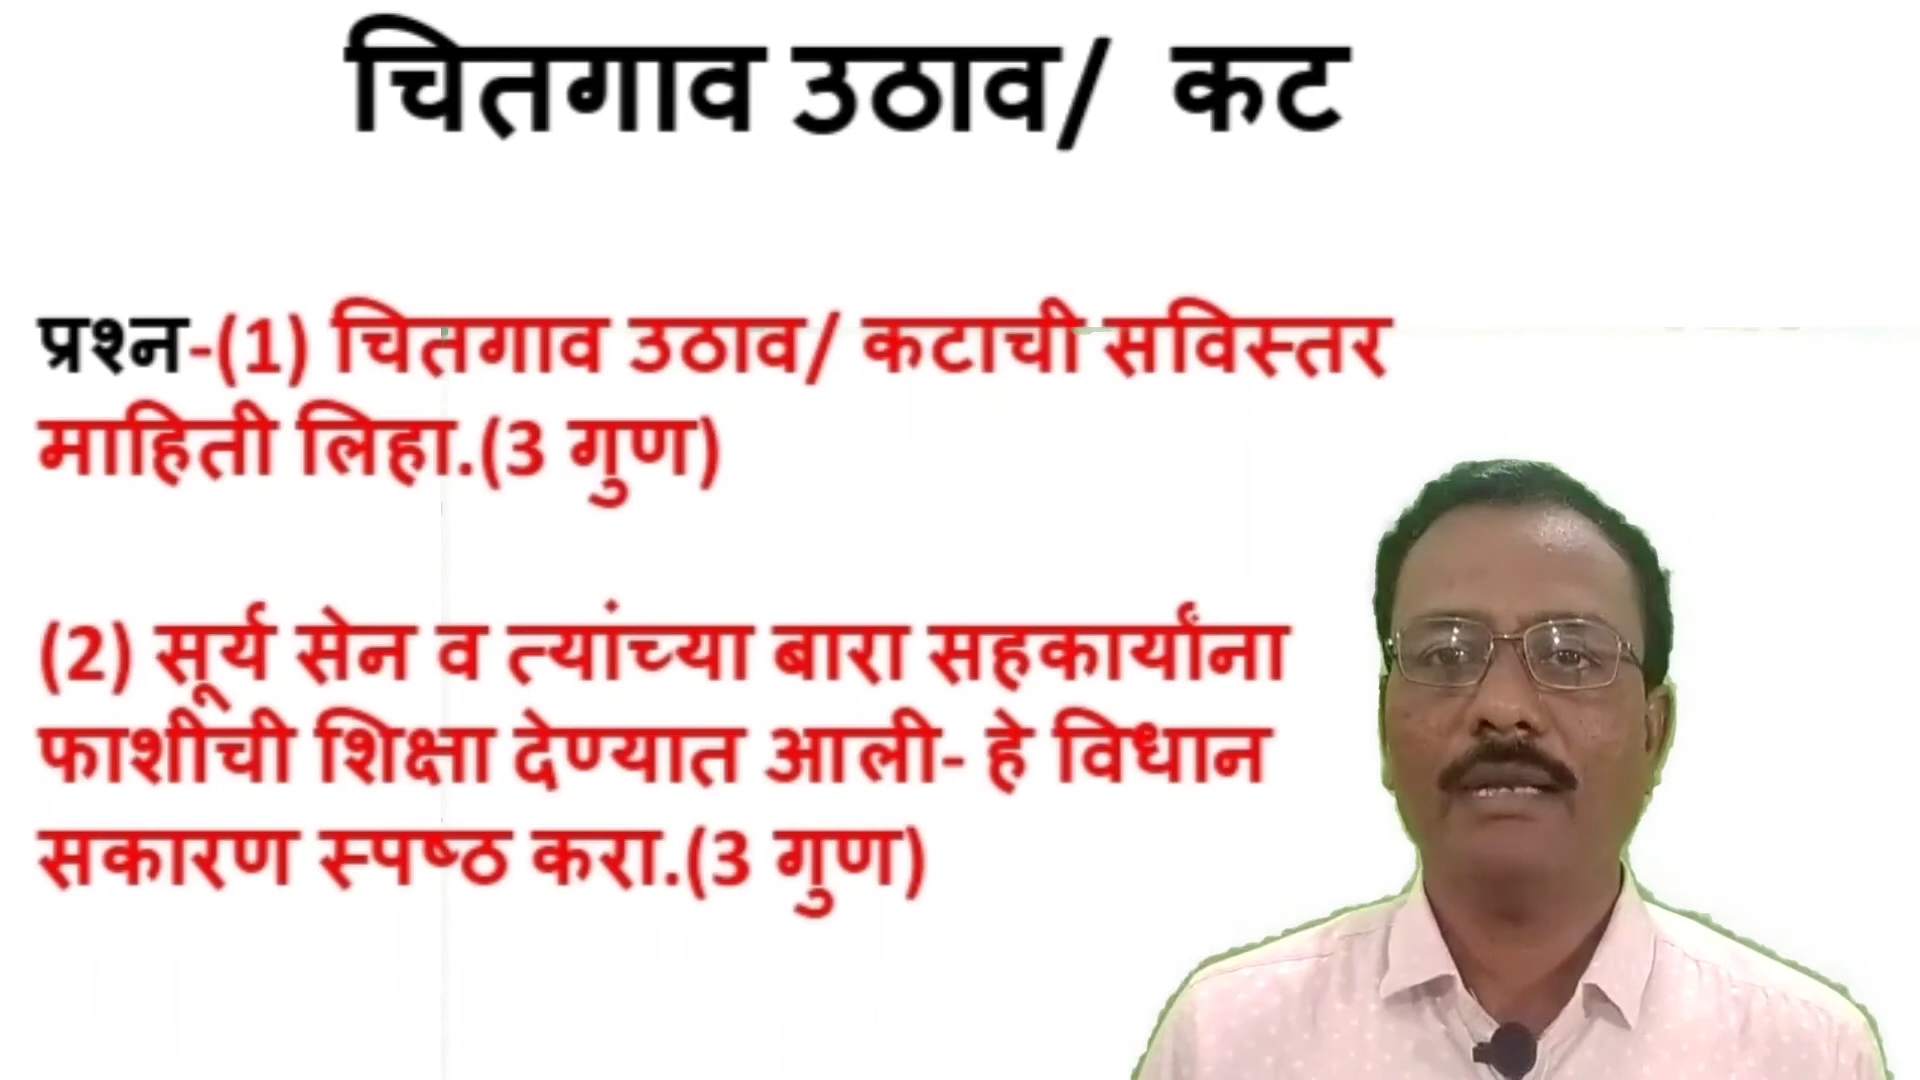 चितगाव उठाव/ कट
प्रश्न-(1) चितगाव उठाव/ कटाची सविस्तर
माहिती लिहा.(3 गुण)
(2) सूर्य सेन व त्यांच्या बारा सहकार्यांना
फाशीची शिक्षा देण्यात आली- हे विधान
सकारण स्पष्ठ करा.(3 गुण)